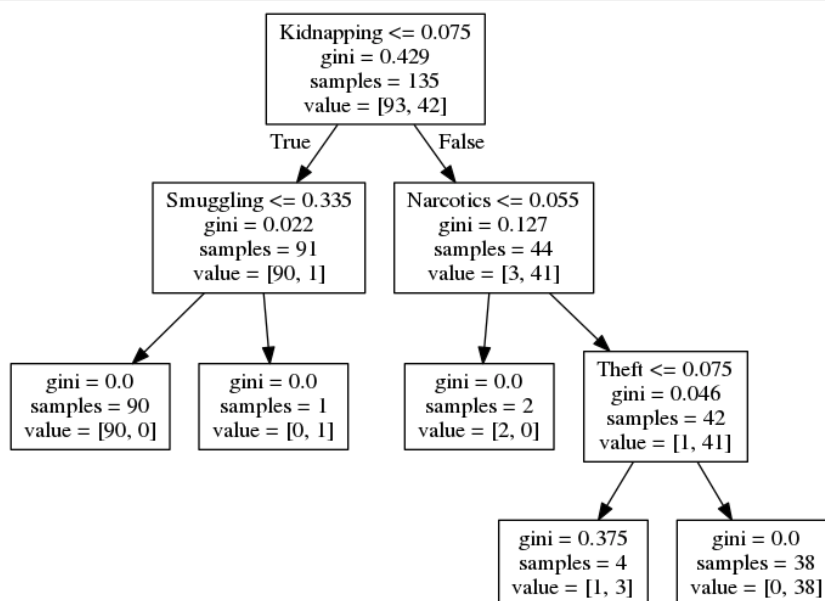 Kidnapping <= 0.075
gini = 0.429
samples = 135
value = [93, 42]
True
False
Smuggling <= 0.335
gini = 0.022
samples = 91
value = [90, 1]
Narcotics <= 0.055
gini = 0.127
samples = 44
value = [3, 41]
gini = 0.0
samples = 90
value = [90, 0]
gini = 0.0
samples = 1
value = [0, 1]
gini = 0.0
samples = 2
value = [2, 0]
Theft <= 0.075
gini = 0.046
samples = 42
value = [1, 41]
gini = 0.375
samples = 4
value = [1, 3]
gini = 0.0
samples = 38
value = [0, 38]